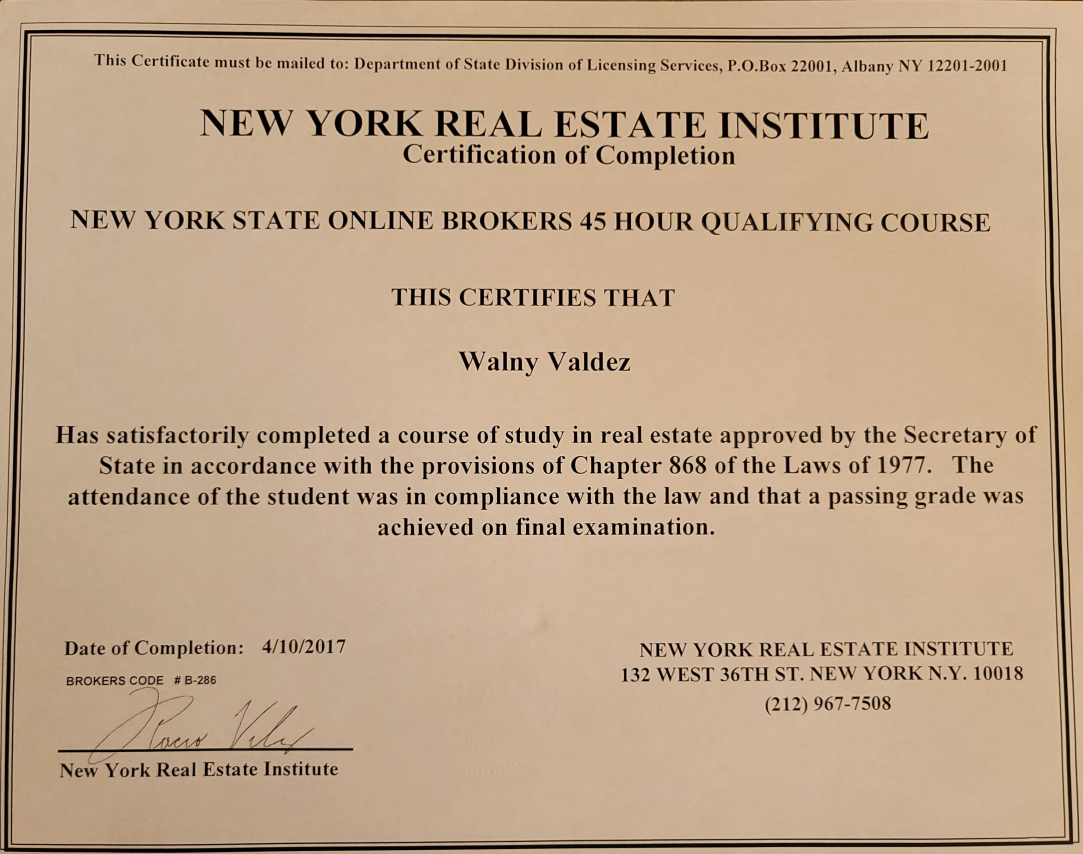 This Certificate must be mailed to: Department of State Division of Licensing Services, P.O.Box 22001, Albany NY 12201-2001
NEW YORK REAL ESTATE INSTITUTE
Certification of Completion
NEW YORK STATE ONLINE BROKERS 45 HOUR QUALIFYING COURSE
THIS CERTIFIES THAT
Walny Valdez
Has satisfactorily completed a course of study in real estate approved by the Secretary of
State in accordance with the provisions of Chapter 868 of the Laws of 1977. The
attendance of the student was in compliance with the law and that a passing grade was
achieved on final examination.
Date of Completion: 4/10/2017
BROKERS CODE # B-286
Rocio
New York Real Estate Institute
NEW YORK REAL ESTATE INSTITUTE
132 WEST 36TH ST. NEW YORK N.Y. 10018
(212) 967-7508